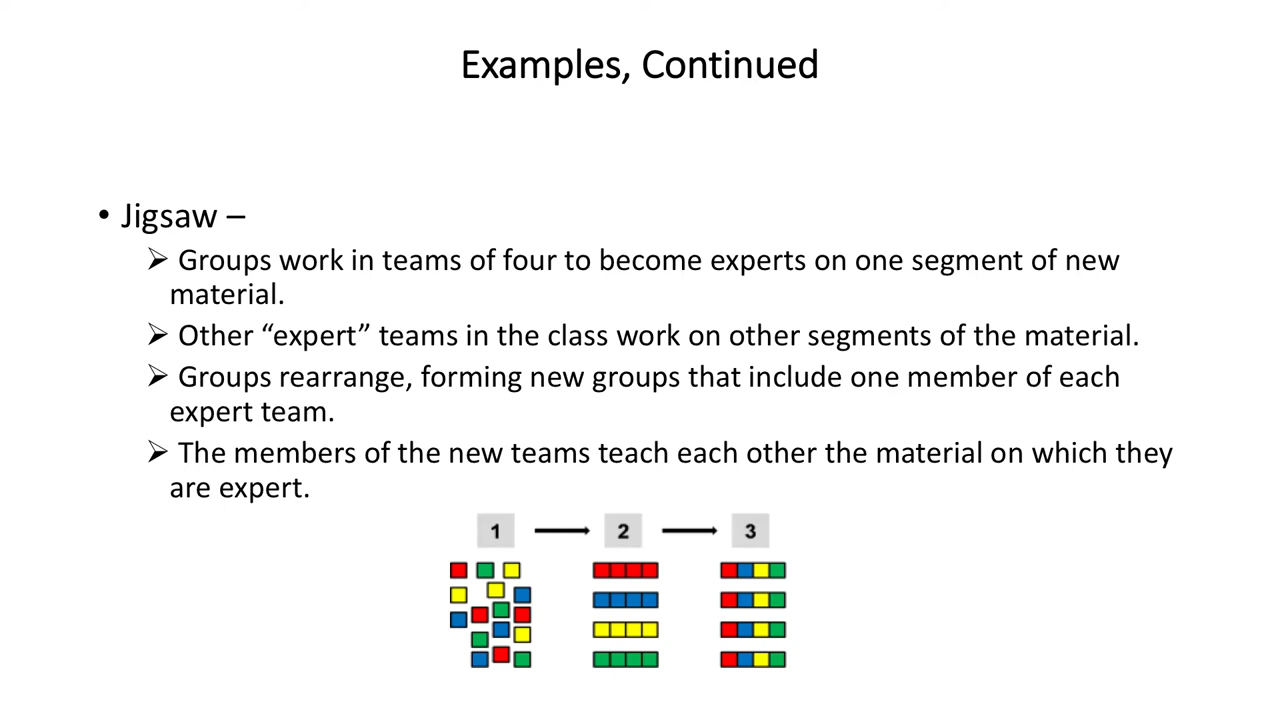 Examples, Continued
• Jigsaw –
➢ Groups work in teams of four to become experts on one segment of new
material.
➢ Other “expert” teams in the class work on other segments of the material.
➢ Groups rearrange, forming new groups that include one member of each
expert team.
➢ The members of the new teams teach each other the material on which they
are expert.
1 2 3